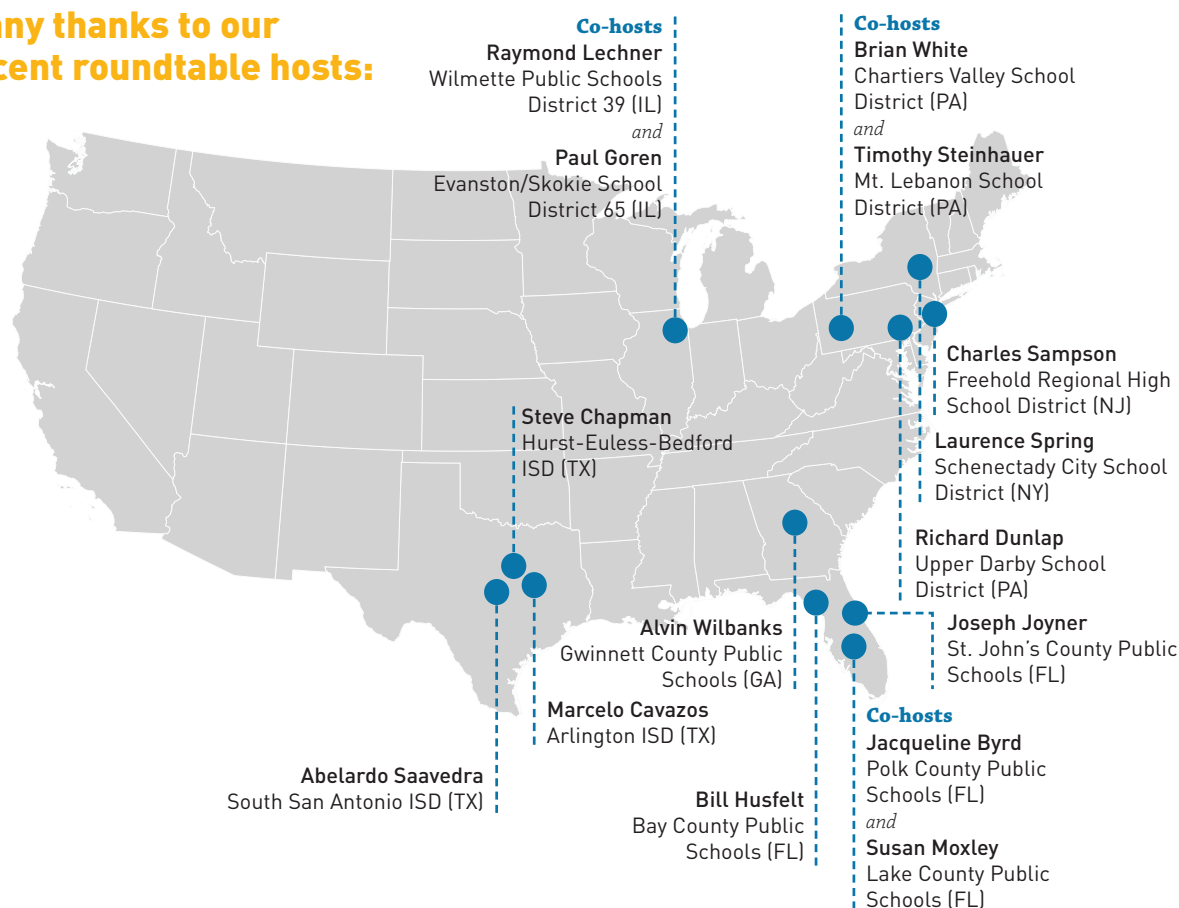 any thanks to our
cent roundtable hosts:
Co-hosts
Raymond Lechner
Wilmette Public Schools
District 39 (IL)
and
Paul Goren
Evanston/Skokie School
District 65 (IL)
Co-hosts
Brian White
Chartiers Valley School
District (PA)
and
Timothy Steinhauer
Mt. Lebanon School
District (PA)
Charles Sampson
Freehold Regional High
School District (NJ)
Laurence Spring
Schenectady City School
District (NY)
Richard Dunlap
Upper Darby School
District (PA)
Joseph Joyner
St. John's County Public
Schools (FL)
Steve Chapman
Hurst-Euless-Bedford
ISD (TX)
Alvin Wilbanks
Gwinnett County Public
Schools (GA)
Marcelo Cavazos
Arlington ISD (TX)
Abelardo Saavedra
South San Antonio ISD (TX)
Bill Husfelt
Bay County Public
Schools (FL)
Co-hosts
Jacqueline Byrd
Polk County Public
Schools (FL)
and
Susan Moxley
Lake County Public
Schools (FL)